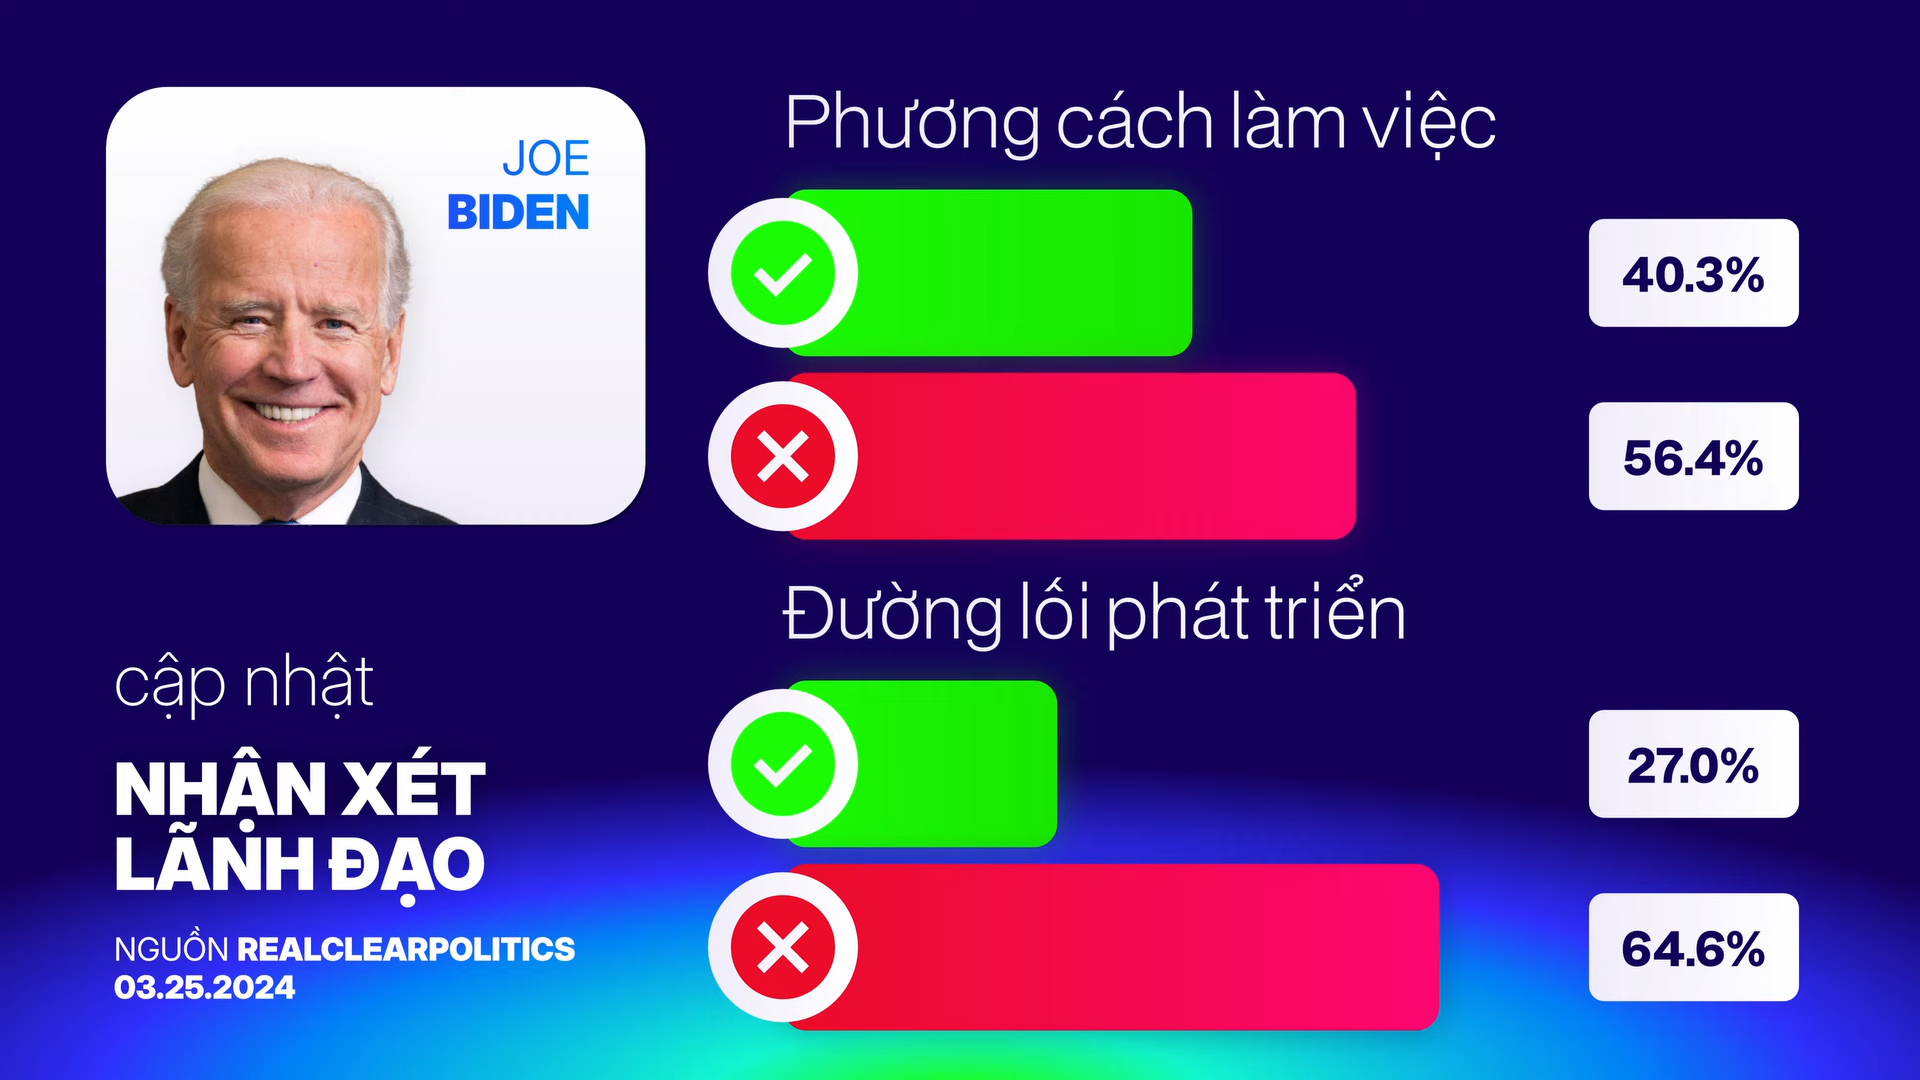 JOE
BIDEN
cập nhật
NHẬN XÉT
LÃNH ĐẠO
NGUỒN REALCLEARPOLITICS
03.25.2024
Phương cách làm việc
40.3%
56.4%
Đường lối phát triển
27.0%
64.6%